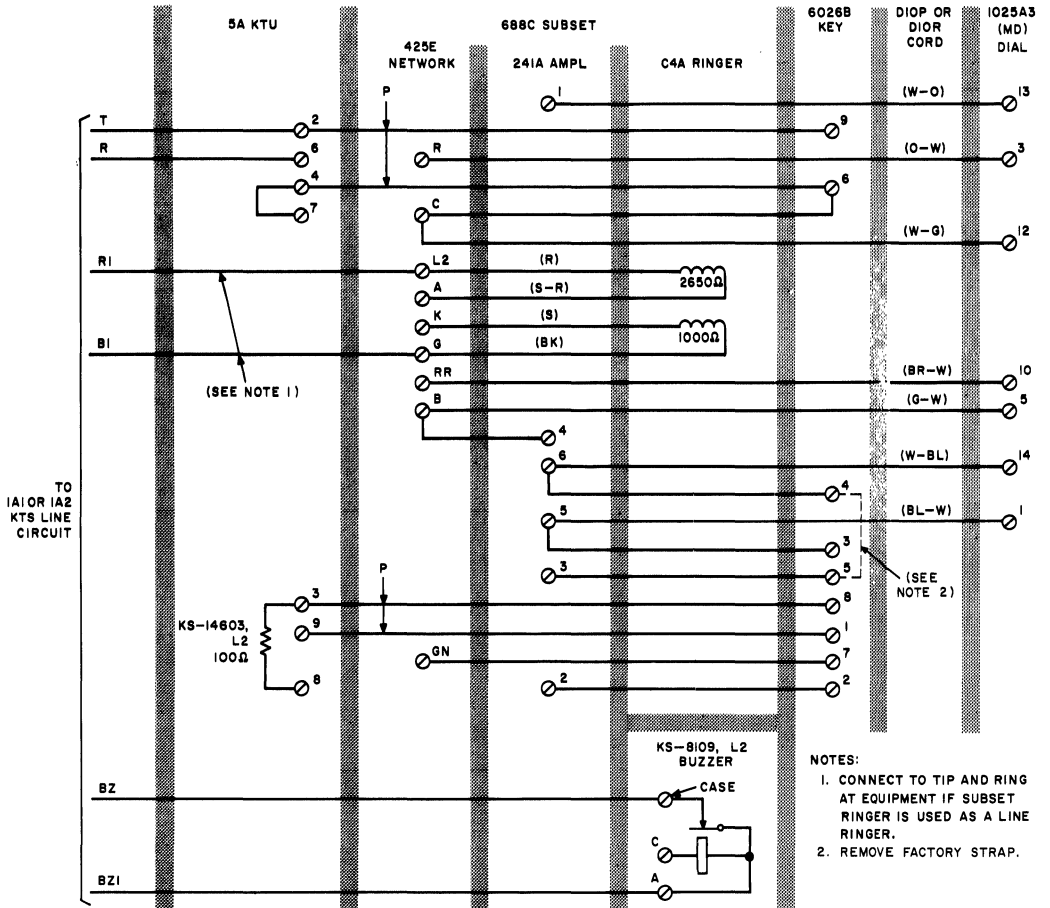 5A KTU
688C SUBSET
6026B KEY
DIOP OR DIOR CORD
1025A3 (MD) DIAL
425E NETWORK
241A AMPL
C4A RINGER
P
1 (W-O) 13
T 2 9
R 6 R (O-W) 3
4 6
7 C
(W-G) 12
RI L2 (R)
2650Ω
A (S-R)
K (S)
1000Ω
BI G (BK)
(SEE NOTE 1)
RR (BR-W) 10
B (G-W) 5
4
6 (W-BL) 14
4
5 (BL-W) 1
3
3 5
(SEE NOTE 2)
TO
IAI OR IA2
KTS LINE
CIRCUIT
P
3 8
KS-14603,
L2
100Ω
9 1
GN 7
8 2 2
KS-8109, L2
BUZZER
CASE
BZ
C
BZI A
NOTES:
1. CONNECT TO TIP AND RING
AT EQUIPMENT IF SUBSET
RINGER IS USED AS A LINE
RINGER.
2. REMOVE FACTORY STRAP.